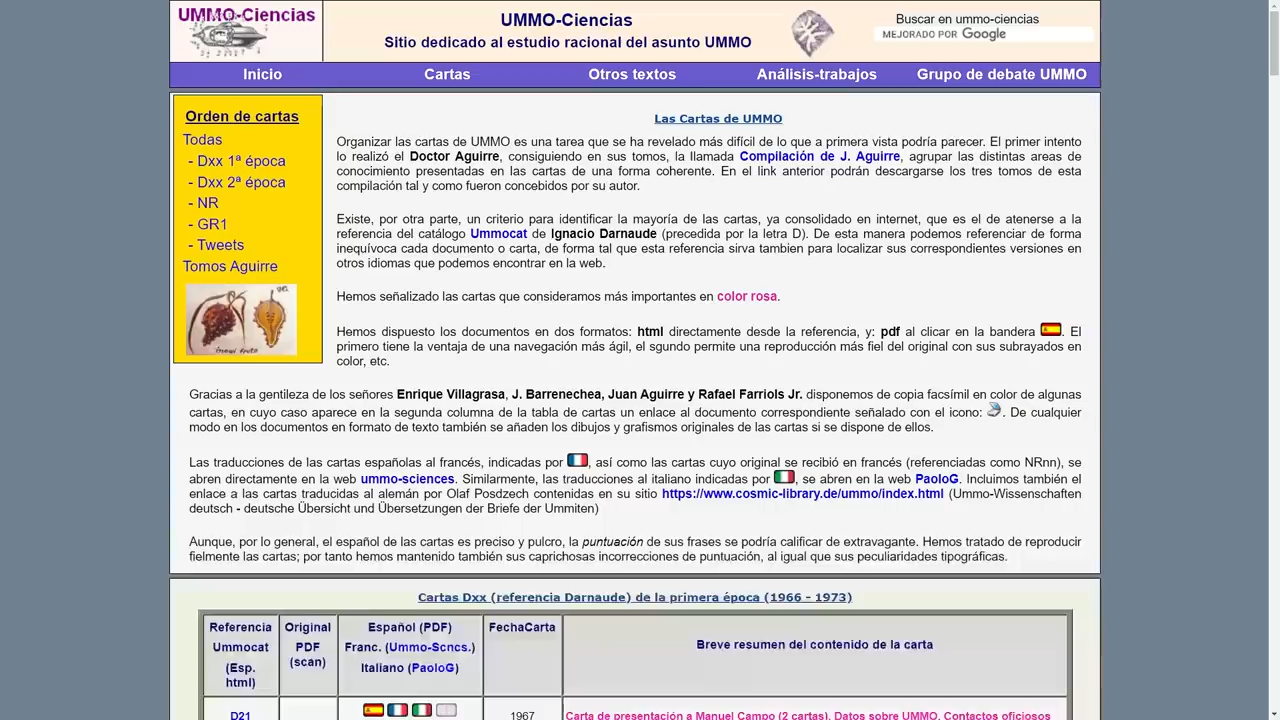 UMMO-Ciencias
UMMO-Ciencias
Sitio dedicado al estudio racional del asunto UMMO
Buscar en ummo-ciencias
MEJORADO POR Google
Inicio Cartas Otros textos Análisis-trabajos Grupo de debate UMMO
Orden de cartas
Todas
- Dxx 1ª época
- Dxx 2ª época
- NR
- GR1
- Tweets
Tomos Aguirre
Las Cartas de UMMO
Organizar las cartas de UMMO es una tarea que se ha revelado más difícil de lo que a primera vista podría parecer. El primer intento
lo realizó el Doctor Aguirre, consiguiendo en sus tomos, la llamada Compilación de J. Aguirre, agrupar las distintas areas de
conocimiento presentadas en las cartas de una forma coherente. En el link anterior podrán descargarse los tres tomos de esta
compilación tal y como fueron concebidos por su autor.
Existe, por otra parte, un criterio para identificar la mayoría de las cartas, ya consolidado en internet, que es el de atenerse a la
referencia del catálogo Ummocat de Ignacio Darnaude (precedida por la letra D). De esta manera podemos referenciar de forma
inequívoca cada documento o carta, de forma tal que esta referencia sirva tambien para localizar sus correspondientes versiones en
otros idiomas que podemos encontrar en la web.
Hemos señalizado las cartas que consideramos más importantes en color rosa.
Hemos dispuesto los documentos en dos formatos: html directamente desde la referencia, y: pdf al clicar en la bandera . El
primero tiene la ventaja de una navegación más ágil, el sgundo permite una reproducción más fiel del original con sus subrayados en
color, etc.
Gracias a la gentileza de los señores Enrique Villagrasa, J. Barrenechea, Juan Aguirre y Rafael Farriols Jr. disponemos de copia facsímil en color de algunas
cartas, en cuyo caso aparece en la segunda columna de la tabla de cartas un enlace al documento correspondiente señalado con el icono: . De cualquier
modo en los documentos en formato de texto también se añaden los dibujos y grafismos originales de las cartas si se dispone de ellos.
Las traducciones de las cartas españolas al francés, indicadas por , así como las cartas cuyo original se recibió en francés (referenciadas como NRnn), se
abren directamente en la web ummo-sciences. Similarmente, las traducciones al italiano indicadas por , se abren en la web PaoloG. Incluimos también el
enlace a las cartas traducidas al alemán por Olaf Posdzech contenidas en su sitio https://www.cosmic-library.de/ummo/index.html (Ummo-Wissenschaften
deutsch - deutsche Übersicht und Übersetzungen der Briefe der Ummiten)
Aunque, por lo general, el español de las cartas es preciso y pulcro, la puntuación de sus frases se podría calificar de extravagante. Hemos tratado de reproducir
fielmente las cartas; por tanto hemos mantenido también sus caprichosas incorrecciones de puntuación, al igual que sus peculiaridades tipográficas.
Cartas Dxx (referencia Darnaude) de la primera época (1966 - 1973)
Referencia
Ummocat
(Esp.
html)
Original
PDF
(scan)
Español (PDF)
Franc. (Ummo-Scncs.)
Italiano (PaoloG)
FechaCarta
Breve resumen del contenido de la carta
D21 1967 Carta de presentación a Manuel Campo (2 cartas). Datos sobre UMMO. Contactos oficiosos